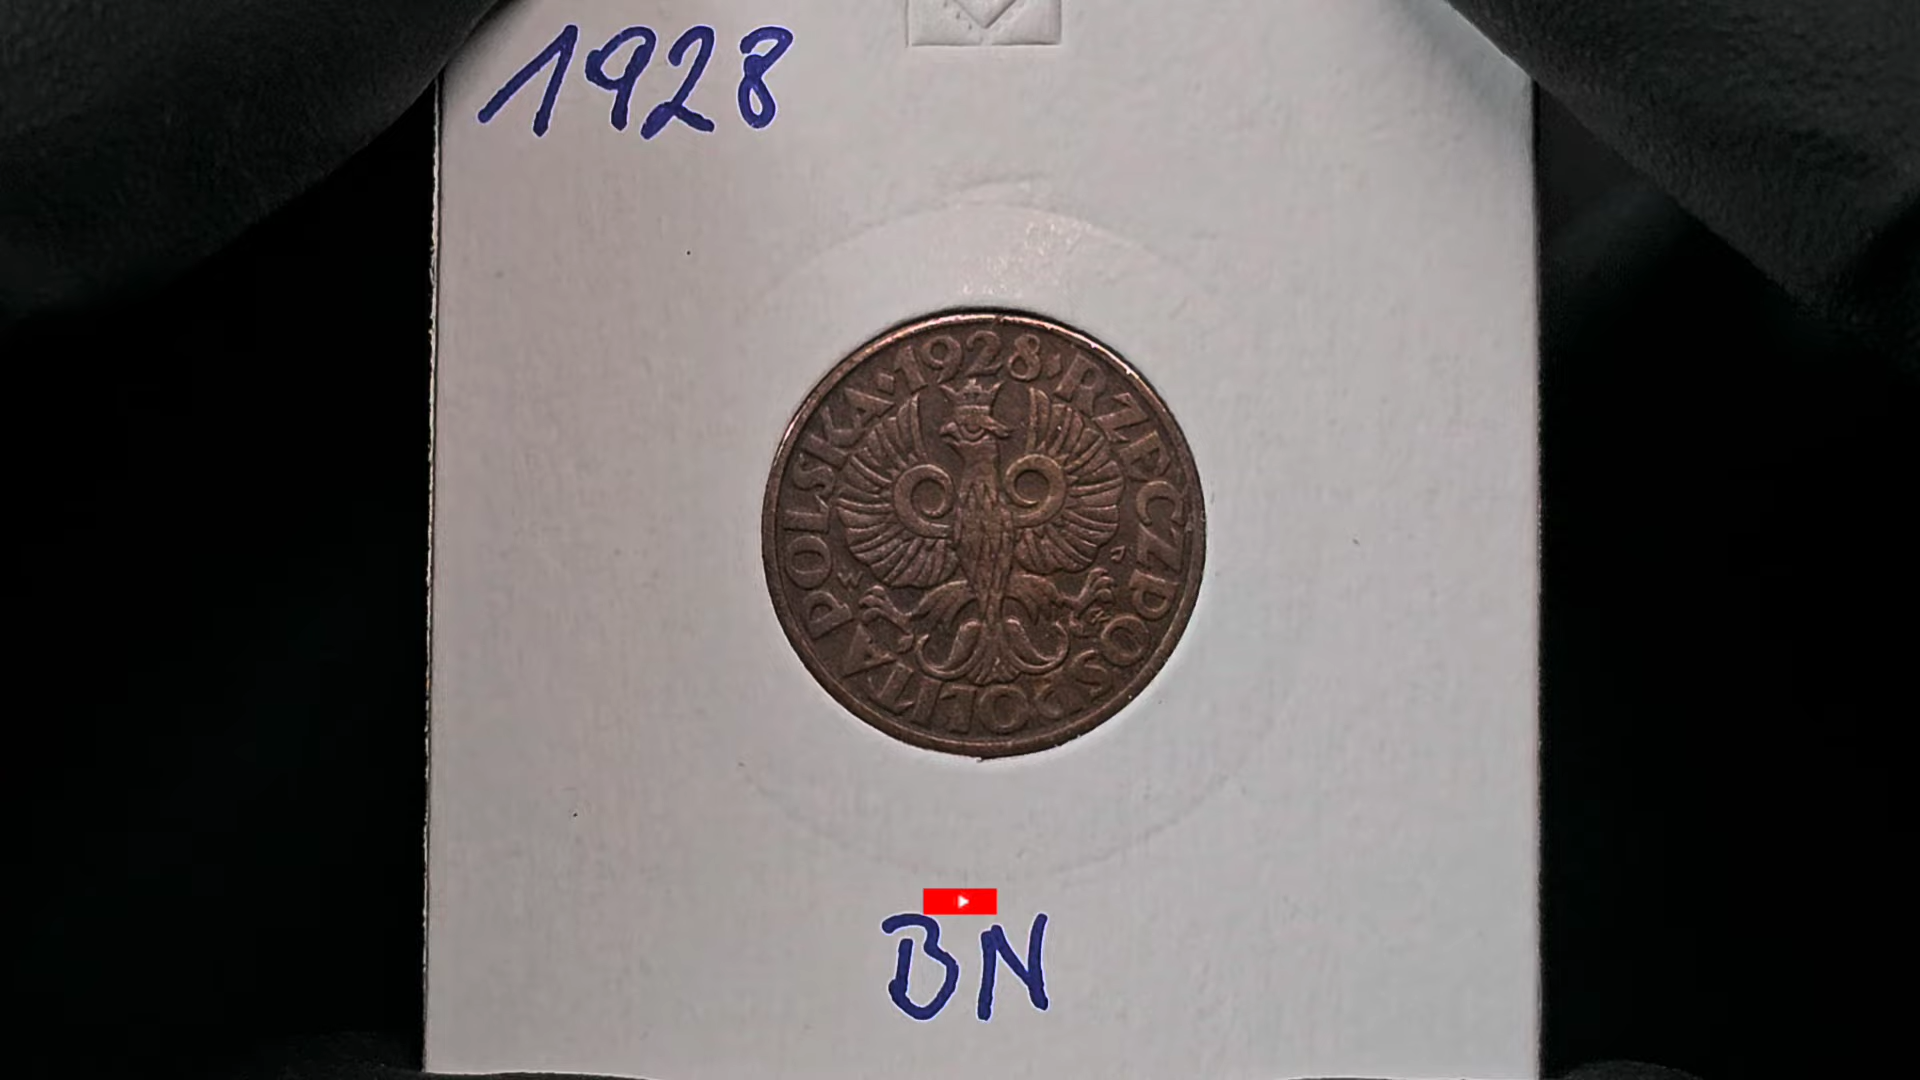 1928
1928 · RZECZPOSPOLITA POLSKA ·
W
J
BN